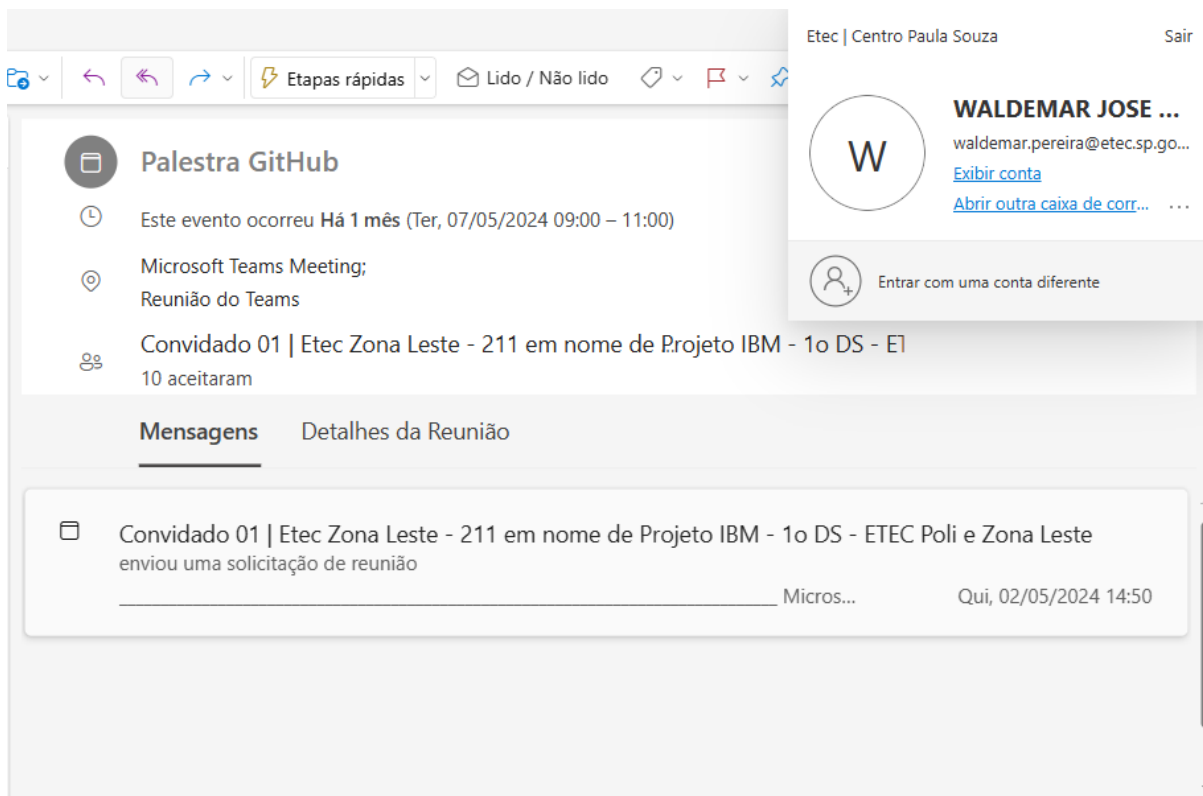 Etec | Centro Paula Souza
Sair
Etapas rápidas
Lido / Não lido
W
WALDEMAR JOSE ...
waldemar.pereira@etec.sp.go...
Exibir conta
Abrir outra caixa de corr... ...
Entrar com uma conta diferente
Palestra GitHub
Este evento ocorreu Há 1 mês (Ter, 07/05/2024 09:00 – 11:00)
Microsoft Teams Meeting;
Reunião do Teams
Convidado 01 | Etec Zona Leste - 211 em nome de Projeto IBM - 1o DS -
10 aceitaram
Mensagens Detalhes da Reunião
Convidado 01 | Etec Zona Leste - 211 em nome de Projeto IBM - 1o DS - ETEC Poli e Zona Leste
enviou uma solicitação de reunião
________________________________________________________________________________ Micros... Qui, 02/05/2024 14:50